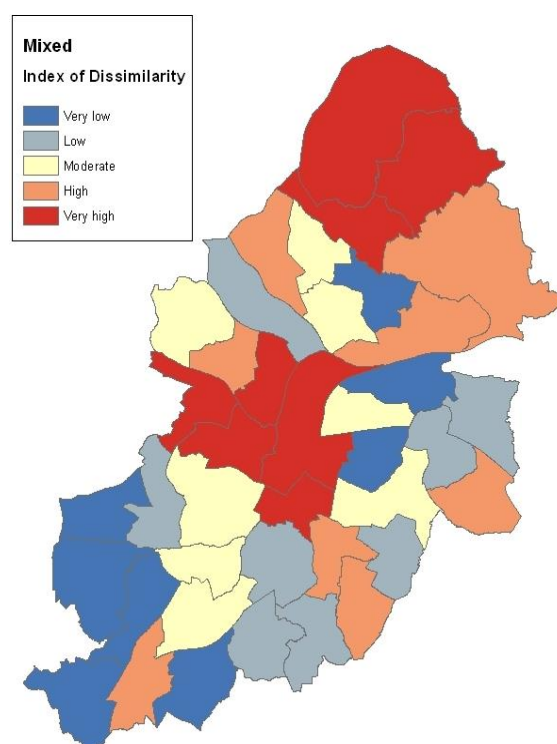 Mixed
Index of Dissimilarity
Very low
Low
Moderate
High
Very high